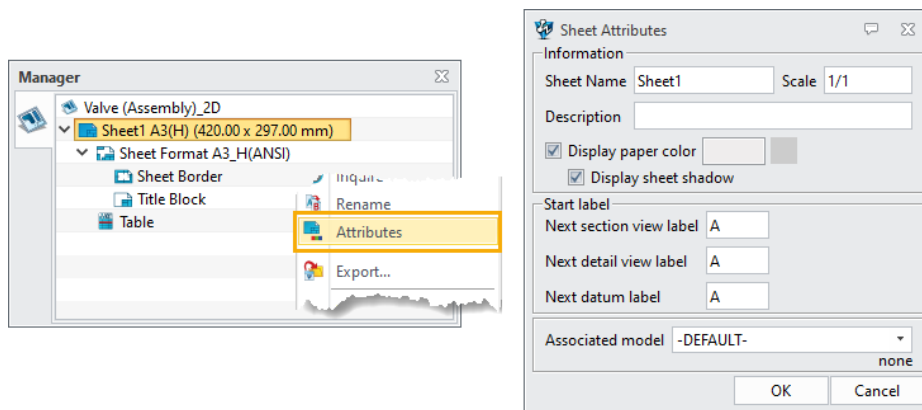 Manager
Valve (Assembly)_2D
Sheet1 A3(H) (420.00 x 297.00 mm)
Sheet Format A3_H(ANSI)
Sheet Border
Title Block
Table
Inquire
Rename
Attributes
Export...
Sheet Attributes
Information
Sheet Name Sheet1 Scale 1/1
Description
Display paper color
Display sheet shadow
Start label
Next section view label A
Next detail view label A
Next datum label A
Associated model -DEFAULT-
none
OK Cancel